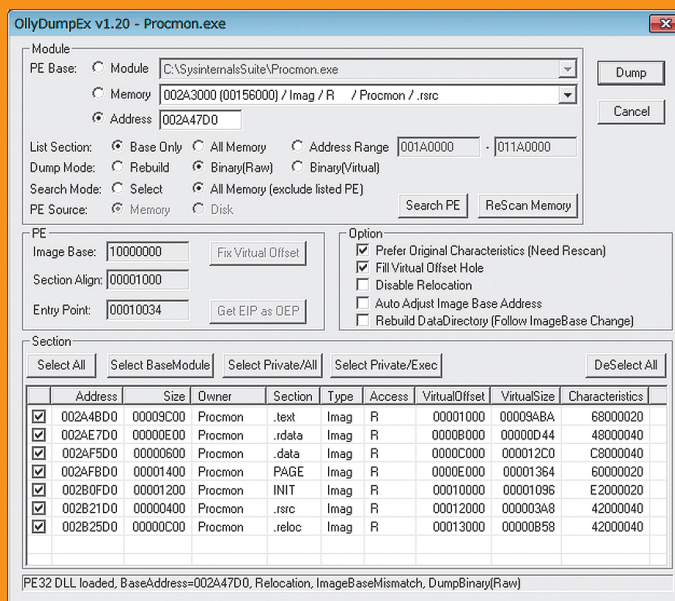 OllyDumpEx v1.20 - Procmon.exe
Module
PE Base: Module C:\SysinternalsSuite\Procmon.exe Dump
Memory 002A3000 (00156000) / Imag / R / Procmon / .rsrc Cancel
Address 002A47D0
List Section: Base Only All Memory Address Range 001A0000 - 011A0000
Dump Mode: Rebuild Binary(Raw) Binary(Virtual)
Search Mode: Select All Memory (exclude listed PE)
PE Source: Memory Disk Search PE ReScan Memory
PE
Image Base: 10000000 Fix Virtual Offset
Section Align: 00001000
Entry Point: 00010034 Get EIP as OEP
Option
Prefer Original Characteristics (Need Rescan)
Fill Virtual Offset Hole
Disable Relocation
Auto Adjust Image Base Address
Rebuild DataDirectory (Follow ImageBase Change)
Section
Select All Select BaseModule Select Private/All Select Private/Exec DeSelect All
Address Size Owner Section Type Access VirtualOffset VirtualSize Characteristics
002A4BD0 00009C00 Procmon .text Imag R 00001000 00009ABA 68000020
002AE7D0 00000E00 Procmon .rdata Imag R 0000B000 00000D44 48000040
002AF5D0 00000600 Procmon .data Imag R 0000C000 000012C0 C8000040
002AFBD0 00001400 Procmon PAGE Imag R 0000E000 00001364 60000020
002B0FD0 00001200 Procmon INIT Imag R 00010000 00001096 E2000020
002B21D0 00000400 Procmon .rsrc Imag R 00012000 000003A8 42000040
002B25D0 00000C00 Procmon .reloc Imag R 00013000 00000B58 42000040
PE32 DLL loaded, BaseAddress=002A47D0, Relocation, ImageBaseMismatch, DumpBinary(Raw)